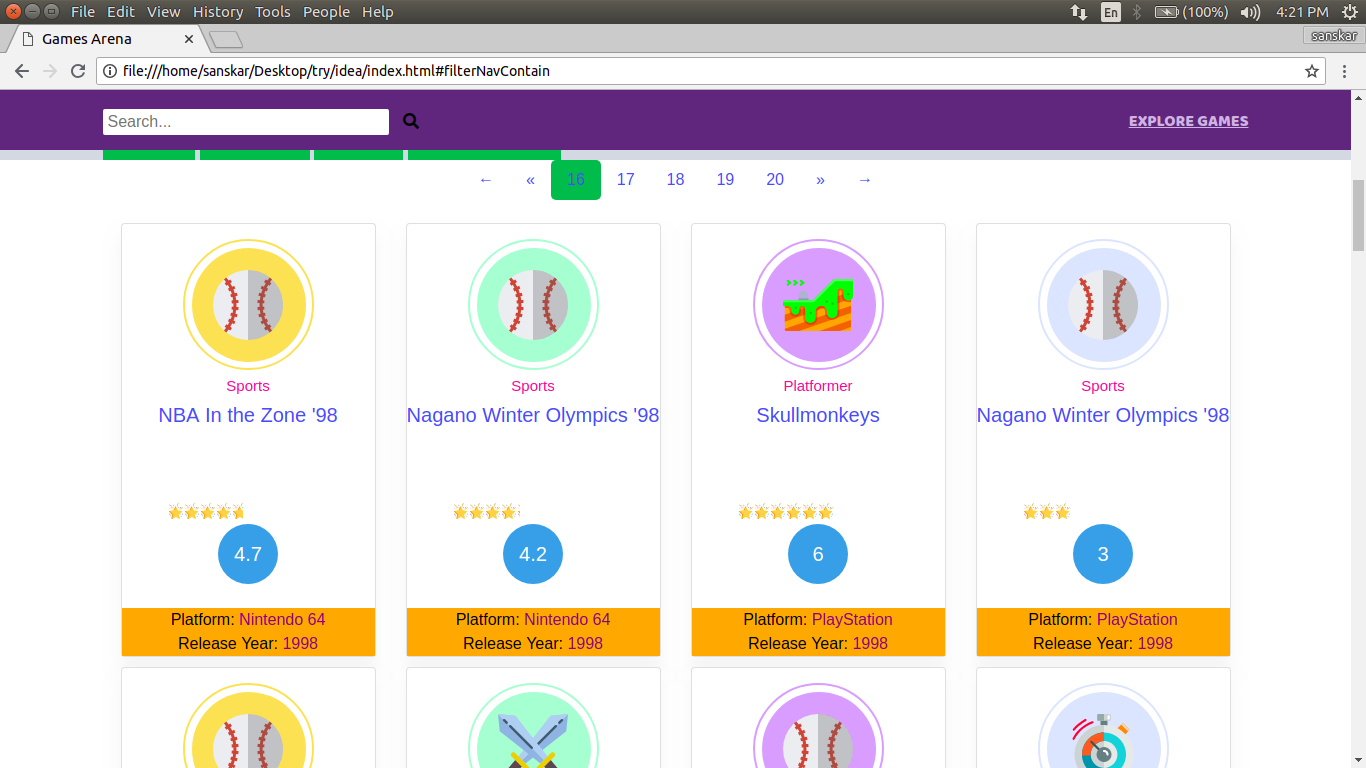 File Edit View History Tools People Help
En (100%) 4:21 PM
Games Arena
sanskar
file:///home/sanskar/Desktop/try/idea/index.html#filterNavContain
Search...
EXPLORE GAMES
← « 16 17 18 19 20 » →
Sports Sports Platformer Sports
NBA In the Zone '98 Nagano Winter Olympics '98 Skullmonkeys Nagano Winter Olympics '98
4.7 4.2 6 3
Platform: Nintendo 64 Platform: Nintendo 64 Platform: PlayStation Platform: PlayStation
Release Year: 1998 Release Year: 1998 Release Year: 1998 Release Year: 1998